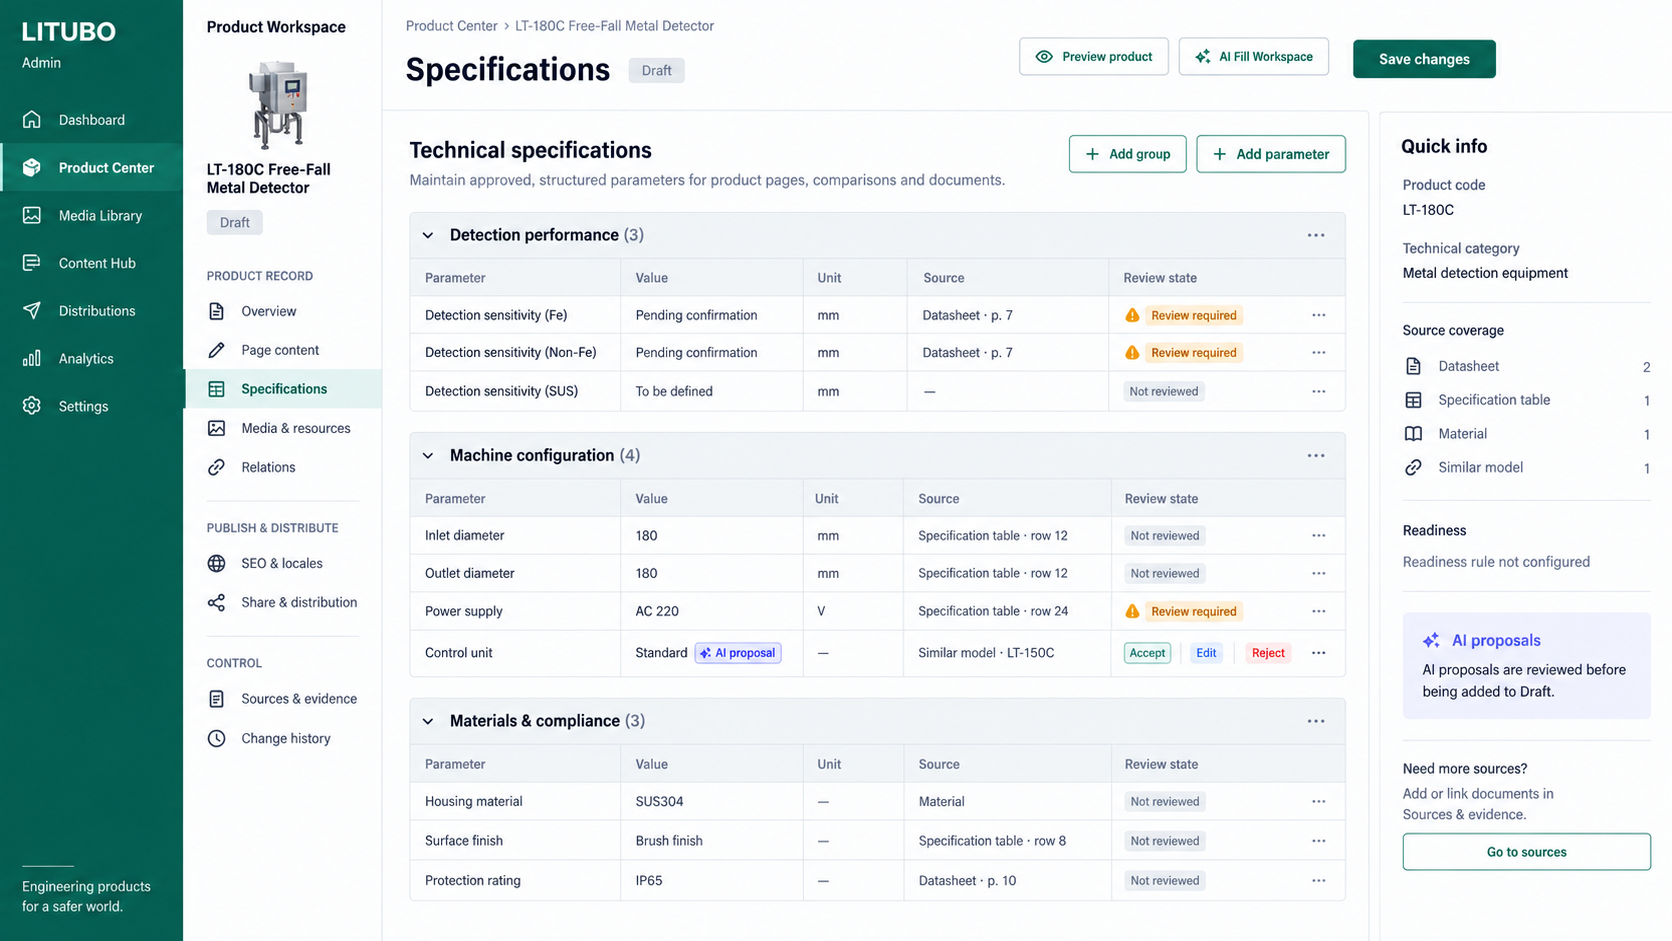 LITUBO
Admin
Dashboard
Product Center
Media Library
Content Hub
Distributions
Analytics
Settings
Engineering products
for a safer world.
Product Workspace
LT-180C Free-Fall
Metal Detector
Draft
PRODUCT RECORD
Overview
Page content
Specifications
Media & resources
Relations
PUBLISH & DISTRIBUTE
SEO & locales
Share & distribution
CONTROL
Sources & evidence
Change history
Product Center › LT-180C Free-Fall Metal Detector
Specifications Draft
Preview product
AI Fill Workspace
Save changes
Technical specifications
Maintain approved, structured parameters for product pages, comparisons and documents.
+ Add group
+ Add parameter
Detection performance (3)
Parameter Value Unit Source Review state
Detection sensitivity (Fe) Pending confirmation mm Datasheet · p. 7 Review required
Detection sensitivity (Non-Fe) Pending confirmation mm Datasheet · p. 7 Review required
Detection sensitivity (SUS) To be defined mm — Not reviewed
Machine configuration (4)
Parameter Value Unit Source Review state
Inlet diameter 180 mm Specification table · row 12 Not reviewed
Outlet diameter 180 mm Specification table · row 12 Not reviewed
Power supply AC 220 V Specification table · row 24 Review required
Control unit Standard AI proposal — Similar model · LT-150C Accept Edit Reject
Materials & compliance (3)
Parameter Value Unit Source Review state
Housing material SUS304 — Material Not reviewed
Surface finish Brush finish — Specification table · row 8 Not reviewed
Protection rating IP65 — Datasheet · p. 10 Not reviewed
Quick info
Product code
LT-180C
Technical category
Metal detection equipment
Source coverage
Datasheet 2
Specification table 1
Material 1
Similar model 1
Readiness
Readiness rule not configured
AI proposals
AI proposals are reviewed before
being added to Draft.
Need more sources?
Add or link documents in
Sources & evidence.
Go to sources